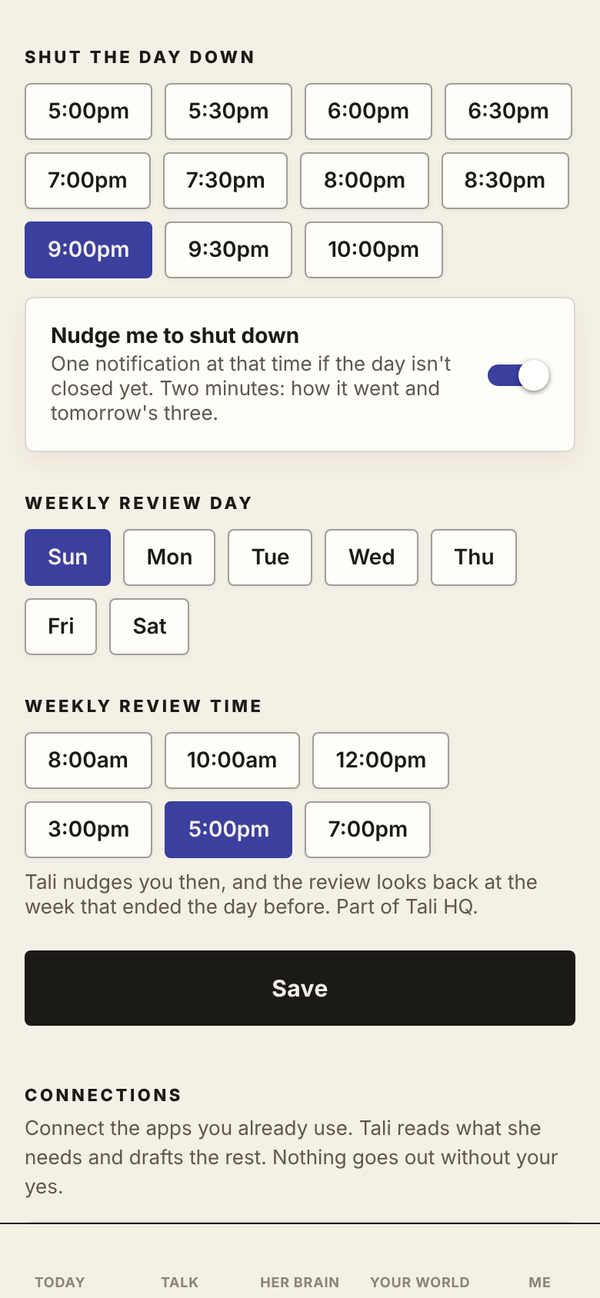 SHUT THE DAY DOWN
5:00pm 5:30pm 6:00pm 6:30pm
7:00pm 7:30pm 8:00pm 8:30pm
9:00pm 9:30pm 10:00pm
Nudge me to shut down
One notification at that time if the day isn't
closed yet. Two minutes: how it went and
tomorrow's three.
WEEKLY REVIEW DAY
Sun Mon Tue Wed Thu
Fri Sat
WEEKLY REVIEW TIME
8:00am 10:00am 12:00pm
3:00pm 5:00pm 7:00pm
Tali nudges you then, and the review looks back at the
week that ended the day before. Part of Tali HQ.
Save
CONNECTIONS
Connect the apps you already use. Tali reads what she
needs and drafts the rest. Nothing goes out without your
yes.
TODAY TALK HER BRAIN YOUR WORLD ME